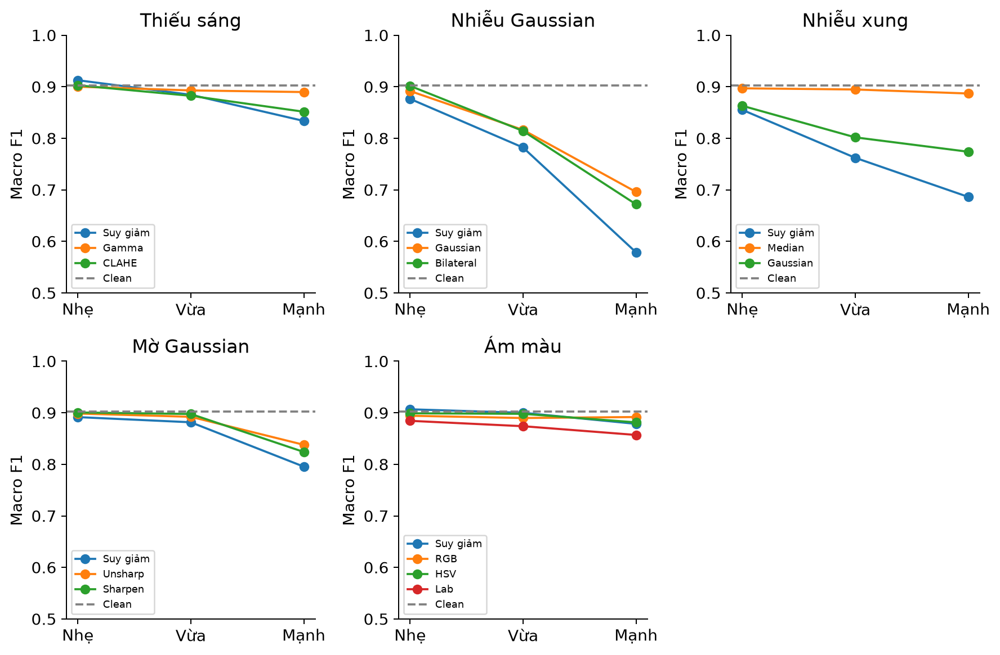 Thiếu sáng
1.0
0.9
0.8
0.7
0.6
0.5
Macro F1
Suy giảm
Gamma
CLAHE
Clean
Nhẹ Vừa Mạnh
Nhiễu Gaussian
1.0
0.9
0.8
0.7
0.6
0.5
Macro F1
Suy giảm
Gaussian
Bilateral
Clean
Nhẹ Vừa Mạnh
Nhiễu xung
1.0
0.9
0.8
0.7
0.6
0.5
Macro F1
Suy giảm
Median
Gaussian
Clean
Nhẹ Vừa Mạnh
Mờ Gaussian
1.0
0.9
0.8
0.7
0.6
0.5
Macro F1
Suy giảm
Unsharp
Sharpen
Clean
Nhẹ Vừa Mạnh
Ám màu
1.0
0.9
0.8
0.7
0.6
0.5
Macro F1
Suy giảm
RGB
HSV
Lab
Clean
Nhẹ Vừa Mạnh